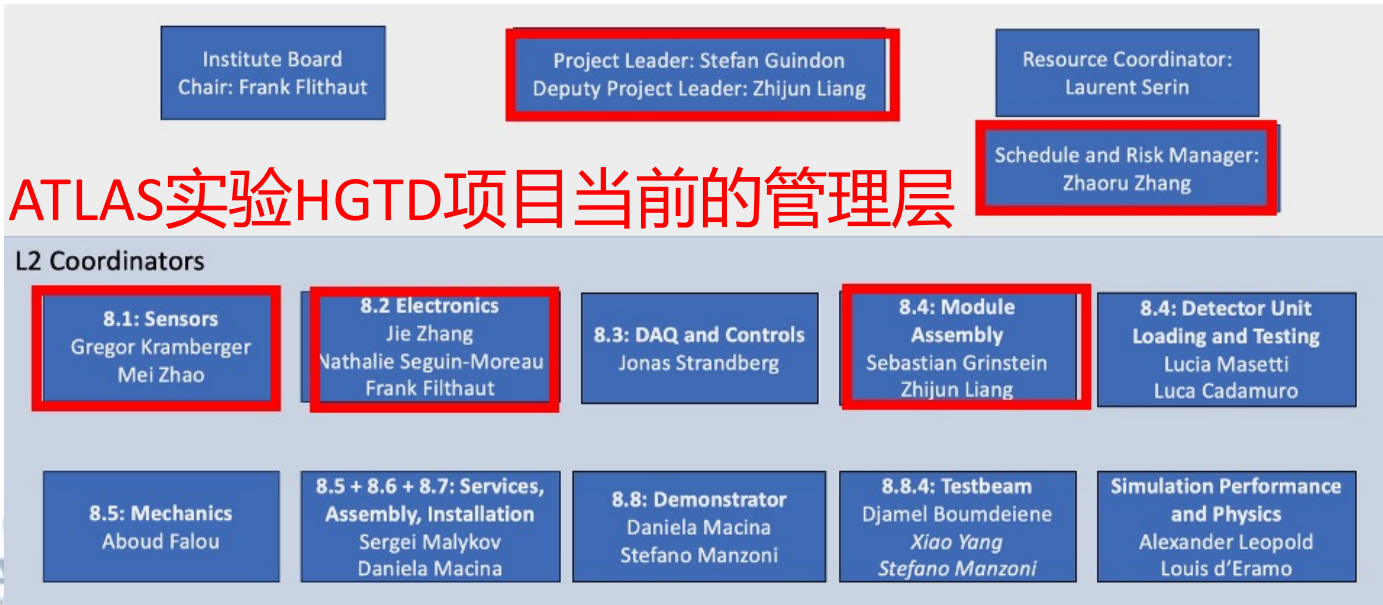 Institute Board
Chair: Frank Flithaut
Project Leader: Stefan Guindon
Deputy Project Leader: Zhijun Liang
Resource Coordinator:
Laurent Serin
Schedule and Risk Manager:
Zhaoru Zhang
ATLAS实验HGTD项目当前的管理层
L2 Coordinators
8.1: Sensors
Gregor Kramberger
Mei Zhao
8.2 Electronics
Jie Zhang
Nathalie Seguin-Moreau
Frank Filthaut
8.3: DAQ and Controls
Jonas Strandberg
8.4: Module
Assembly
Sebastian Grinstein
Zhijun Liang
8.4: Detector Unit
Loading and Testing
Lucia Masetti
Luca Cadamuro
8.5: Mechanics
Aboud Falou
8.5 + 8.6 + 8.7: Services,
Assembly, Installation
Sergei Malykov
Daniela Macina
8.8: Demonstrator
Daniela Macina
Stefano Manzoni
8.8.4: Testbeam
Djamel Boumdeiene
Xiao Yang
Stefano Manzoni
Simulation Performance
and Physics
Alexander Leopold
Louis d'Eramo